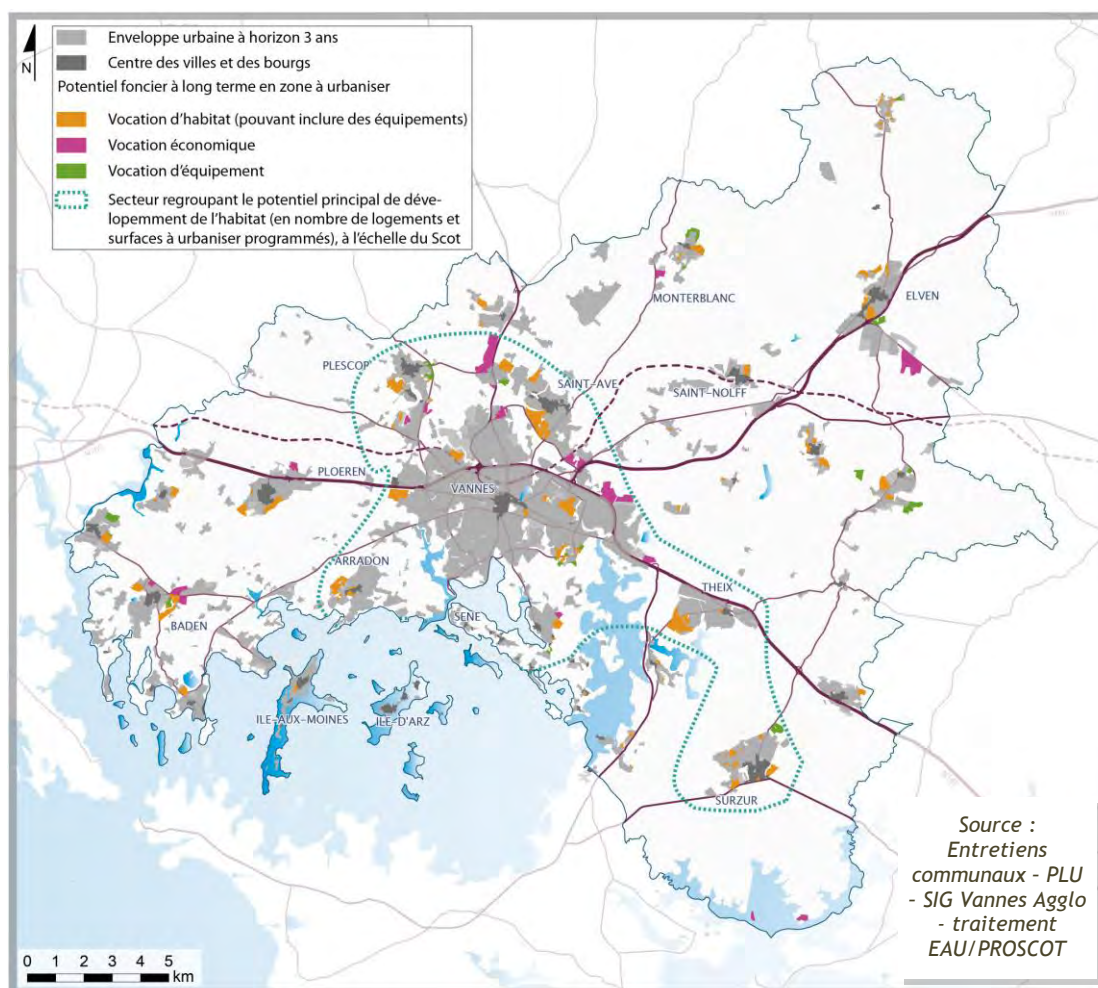 N
Enveloppe urbaine à horizon 3 ans
Centre des villes et des bourgs
Potentiel foncier à long terme en zone à urbaniser
Vocation d'habitat (pouvant inclure des équipements)
Vocation économique
Vocation d'équipement
Secteur regroupant le potentiel principal de déve-
lopemment de l'habitat (en nombre de logements et
surfaces à urbaniser programmés), à l'échelle du Scot
MONTERBLANC
ELVEN
PLESCOP
SAINT-AVE
SAINT-NOLFF
PLOEREN
VANNES
ARRADON
THEIX
SENE
BADEN
ILE-AUX-MOINES
ILE-D'ARZ
SURZUR
Source :
Entretiens
communaux - PLU
- SIG Vannes Agglo
- traitement
EAU/PROSCOT
0 1 2 3 4 5
km